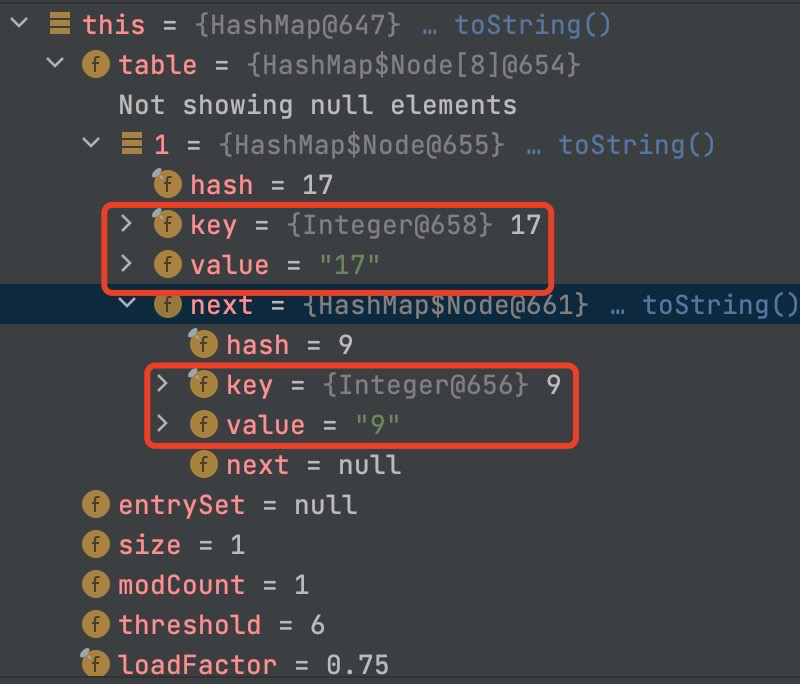 this = {HashMap@647} … toString()
f table = {HashMap$Node[8]@654}
Not showing null elements
1 = {HashMap$Node@655} … toString()
f hash = 17
f key = {Integer@658} 17
f value = "17"
f next = {HashMap$Node@661} … toString()
f hash = 9
f key = {Integer@656} 9
f value = "9"
f next = null
f entrySet = null
f size = 1
f modCount = 1
f threshold = 6
f loadFactor = 0.75